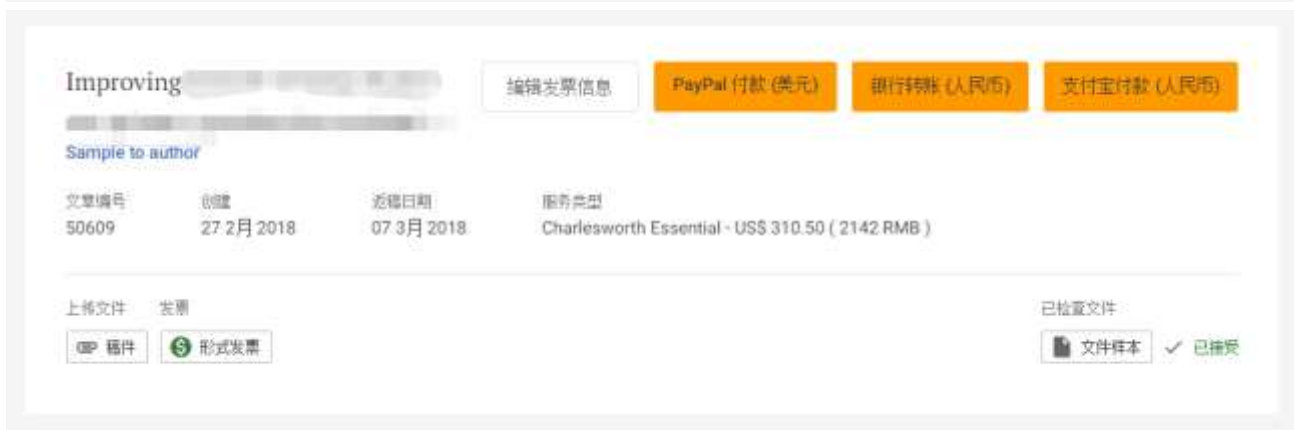 Improving
编辑发票信息
PayPal 付款 (美元)
银行转账 (人民币)
支付宝付款 (人民币)
Sample to author
文章编号 创建 返稿日期 服务类型
50609 27 2月 2018 07 3月 2018 Charlesworth Essential - US$ 310.50 ( 2142 RMB )
上传文件 发票 已检查文件
稿件 形式发票 文件样本 已接受